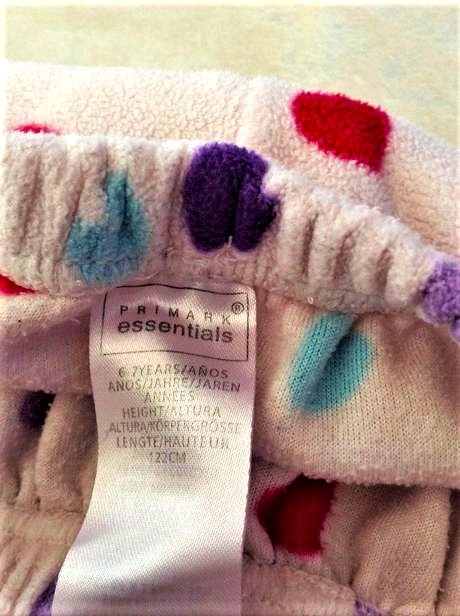 PRIMARK®
essentials
6-7YEARS/AÑOS
ANOS/JAHRE/JAREN
ANNÉES
HEIGHT/ALTURA
ALTURA/KÖRPERGRÖSSE
LENGTE/HAUTEUR
122CM